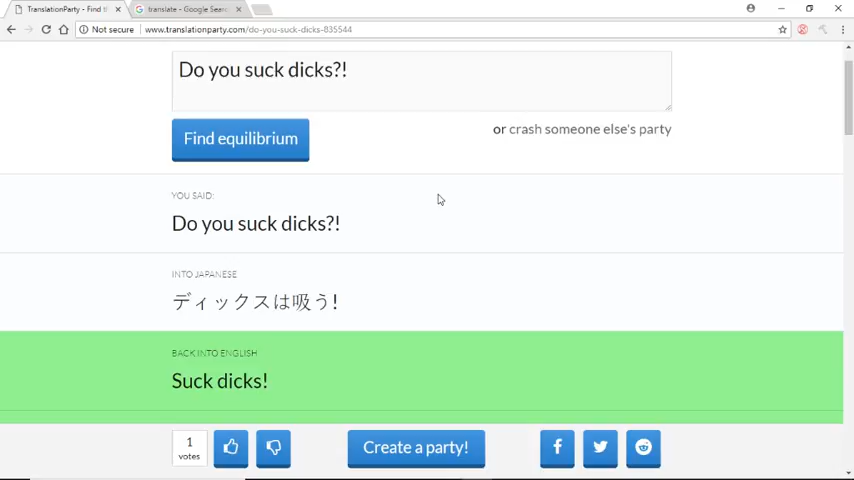 TranslationParty - Find t
translate - Google Searc
Not secure
www.translationparty.com/do-you-suck-dicks-835544
Do you suck dicks?!
Find equilibrium
or crash someone else's party
YOU SAID:
Do you suck dicks?!
INTO JAPANESE
ディックスは吸う!
BACK INTO ENGLISH
Suck dicks!
1
votes
Create a party!